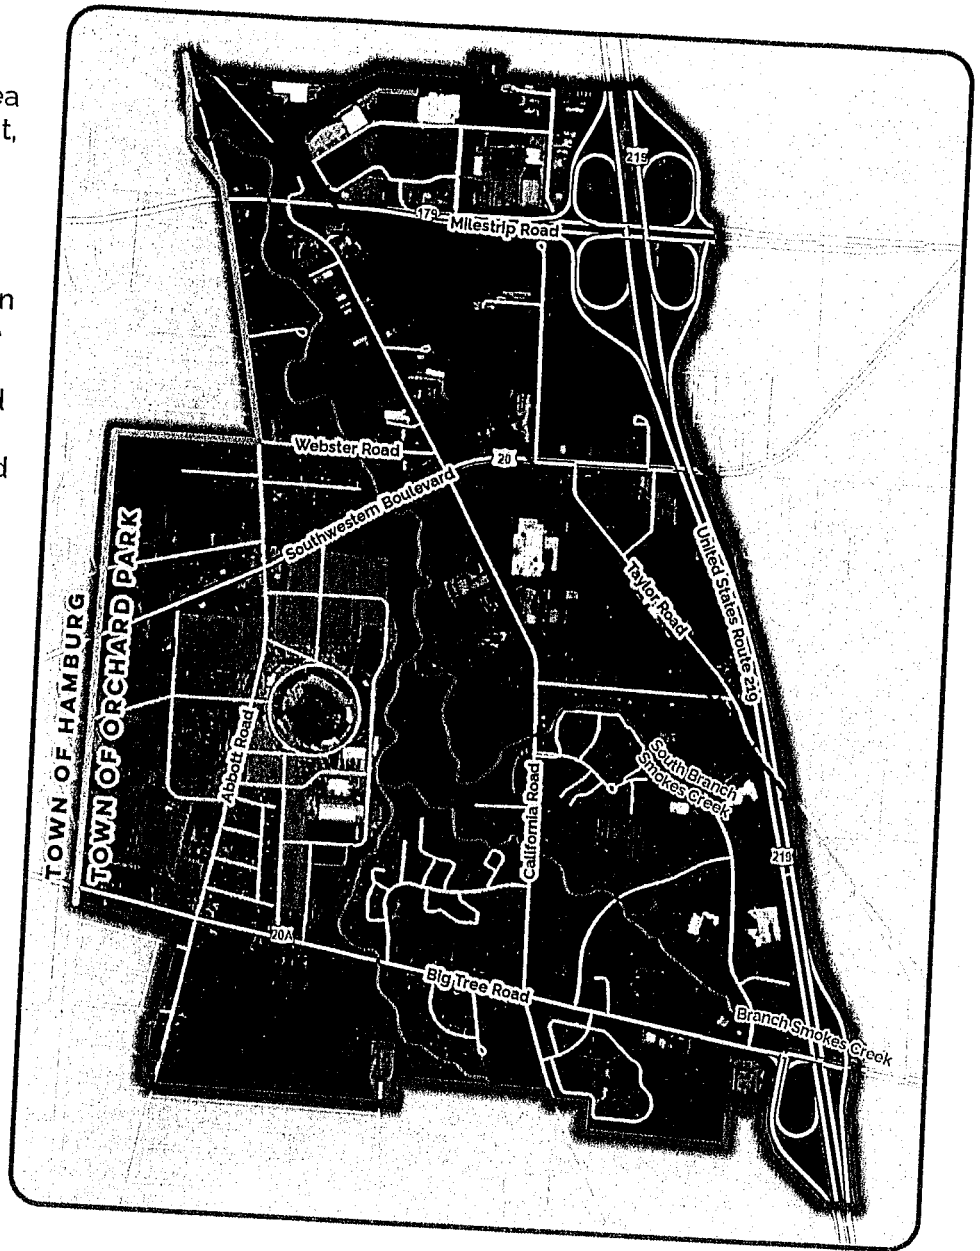 ea
t,
219
179
Milestrip Road
n
d
Webster Road
20
d
Southwestern Boulevard
TOWN OF HAMBURG
TOWN OF ORCHARD PARK
United States Route 219
Taylor Road
Abbott Road
South Branch
Smokes Creek
California Road
219
20A
Big Tree Road
Branch Smokes Creek